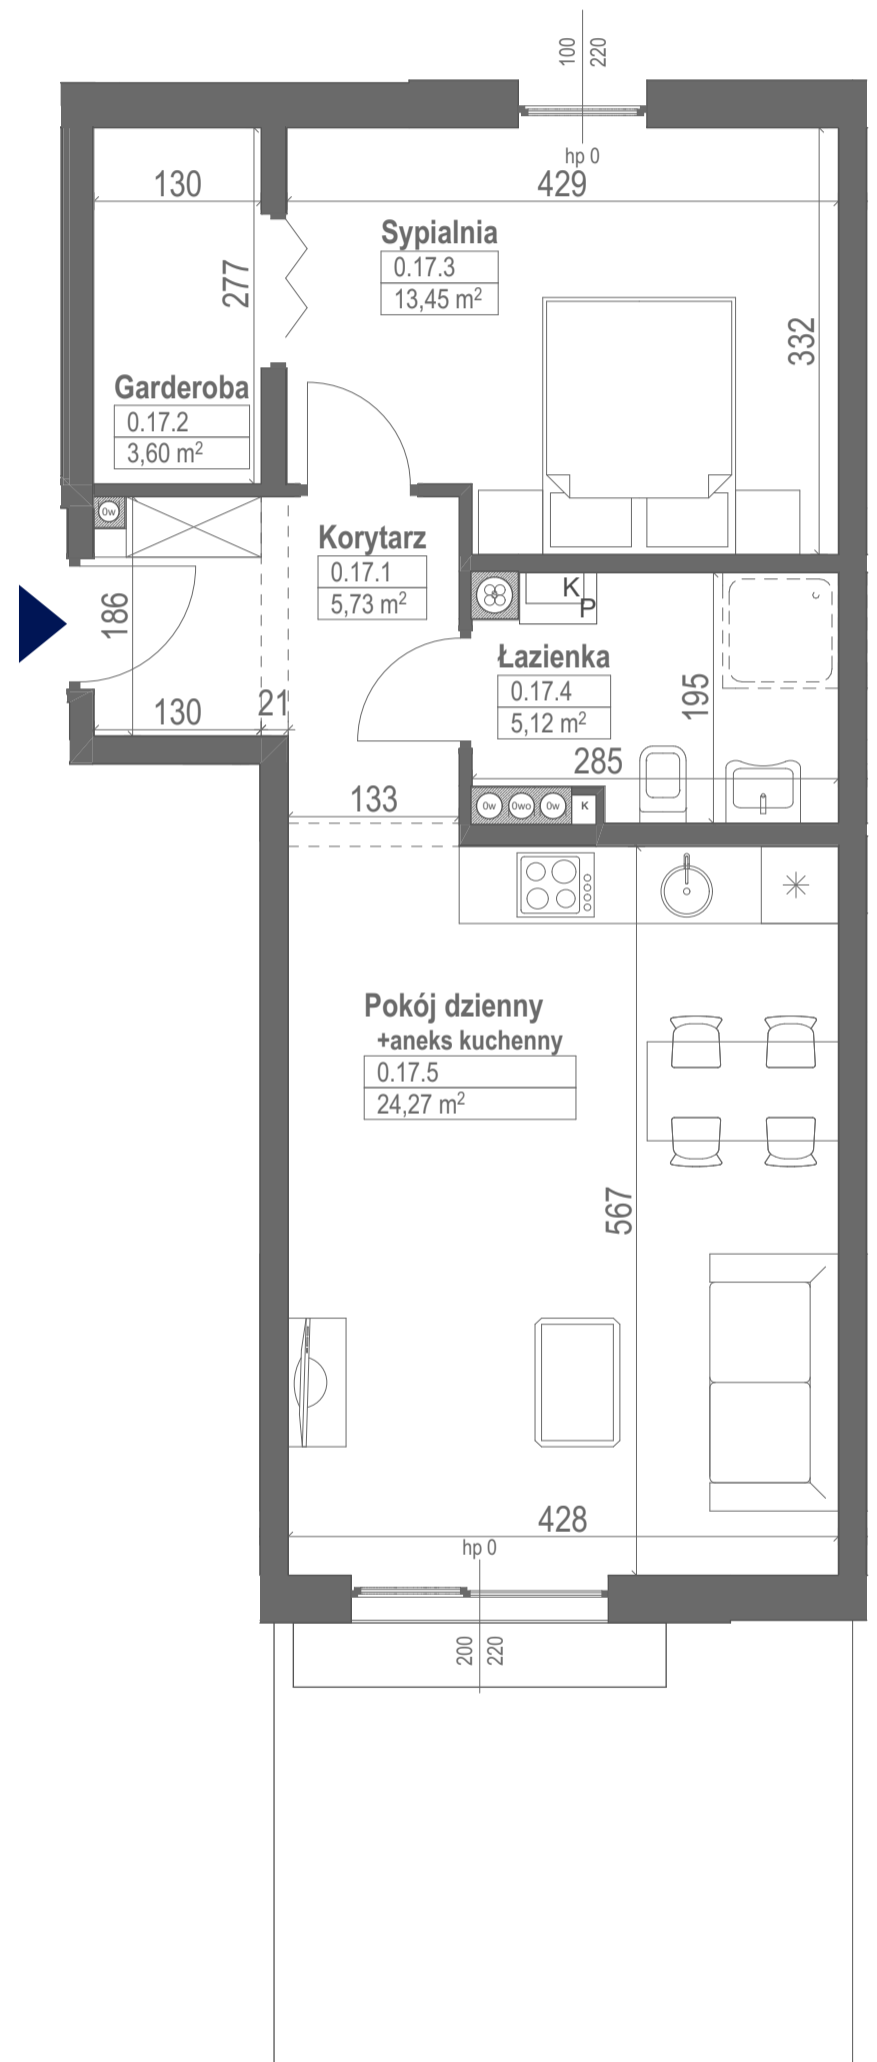 100
220
hp 0
130
429
Sypialnia
0.17.3
13,45 m²
277
332
Garderoba
0.17.2
3,60 m²
0w
Korytarz
0.17.1
5,73 m²
K
P
186
Łazienka
0.17.4
5,12 m²
195
130
21
285
133
0w
0wo
0w
K
Pokój dzienny
+aneks kuchenny
0.17.5
24,27 m²
567
428
hp 0
200
220